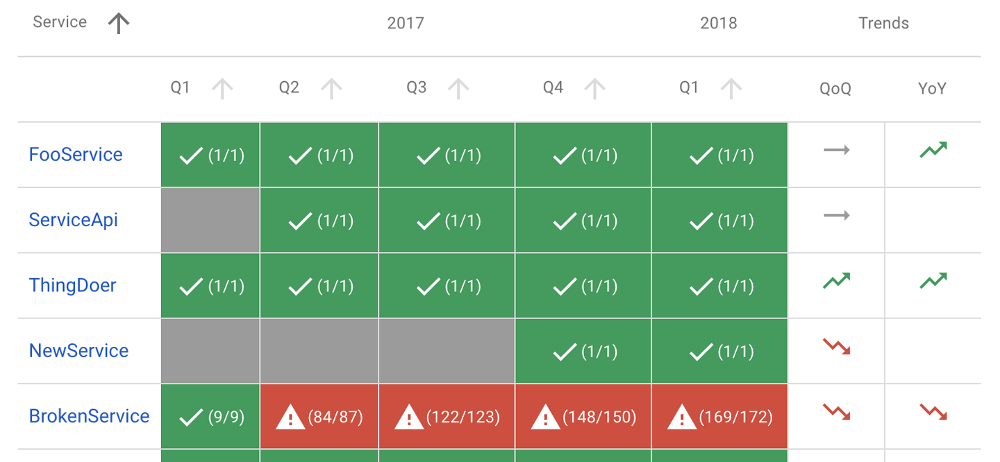 Service 2017 2018 Trends
Q1 Q2 Q3 Q4 Q1 QoQ YoY
FooService (1/1) (1/1) (1/1) (1/1) (1/1)
ServiceApi (1/1) (1/1) (1/1) (1/1)
ThingDoer (1/1) (1/1) (1/1) (1/1) (1/1)
NewService (1/1) (1/1)
BrokenService (9/9) (84/87) (122/123) (148/150) (169/172)